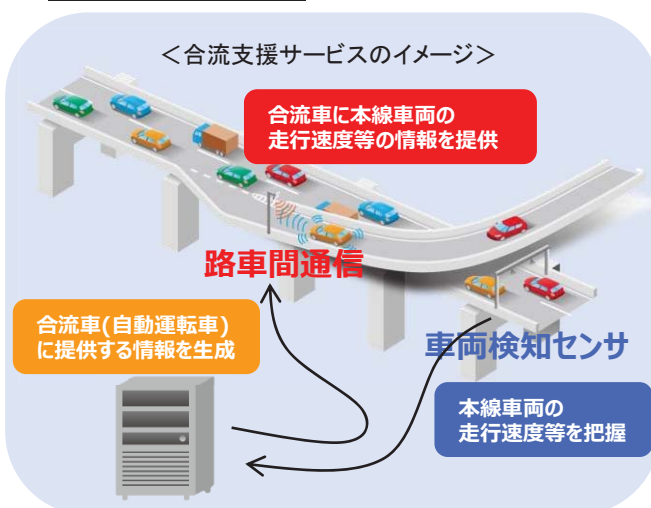 ＜合流支援サービスのイメージ＞
合流車に本線車両の
走行速度等の情報を提供
路車間通信
合流車(自動運転車)
に提供する情報を生成
車両検知センサ
本線車両の
走行速度等を把握